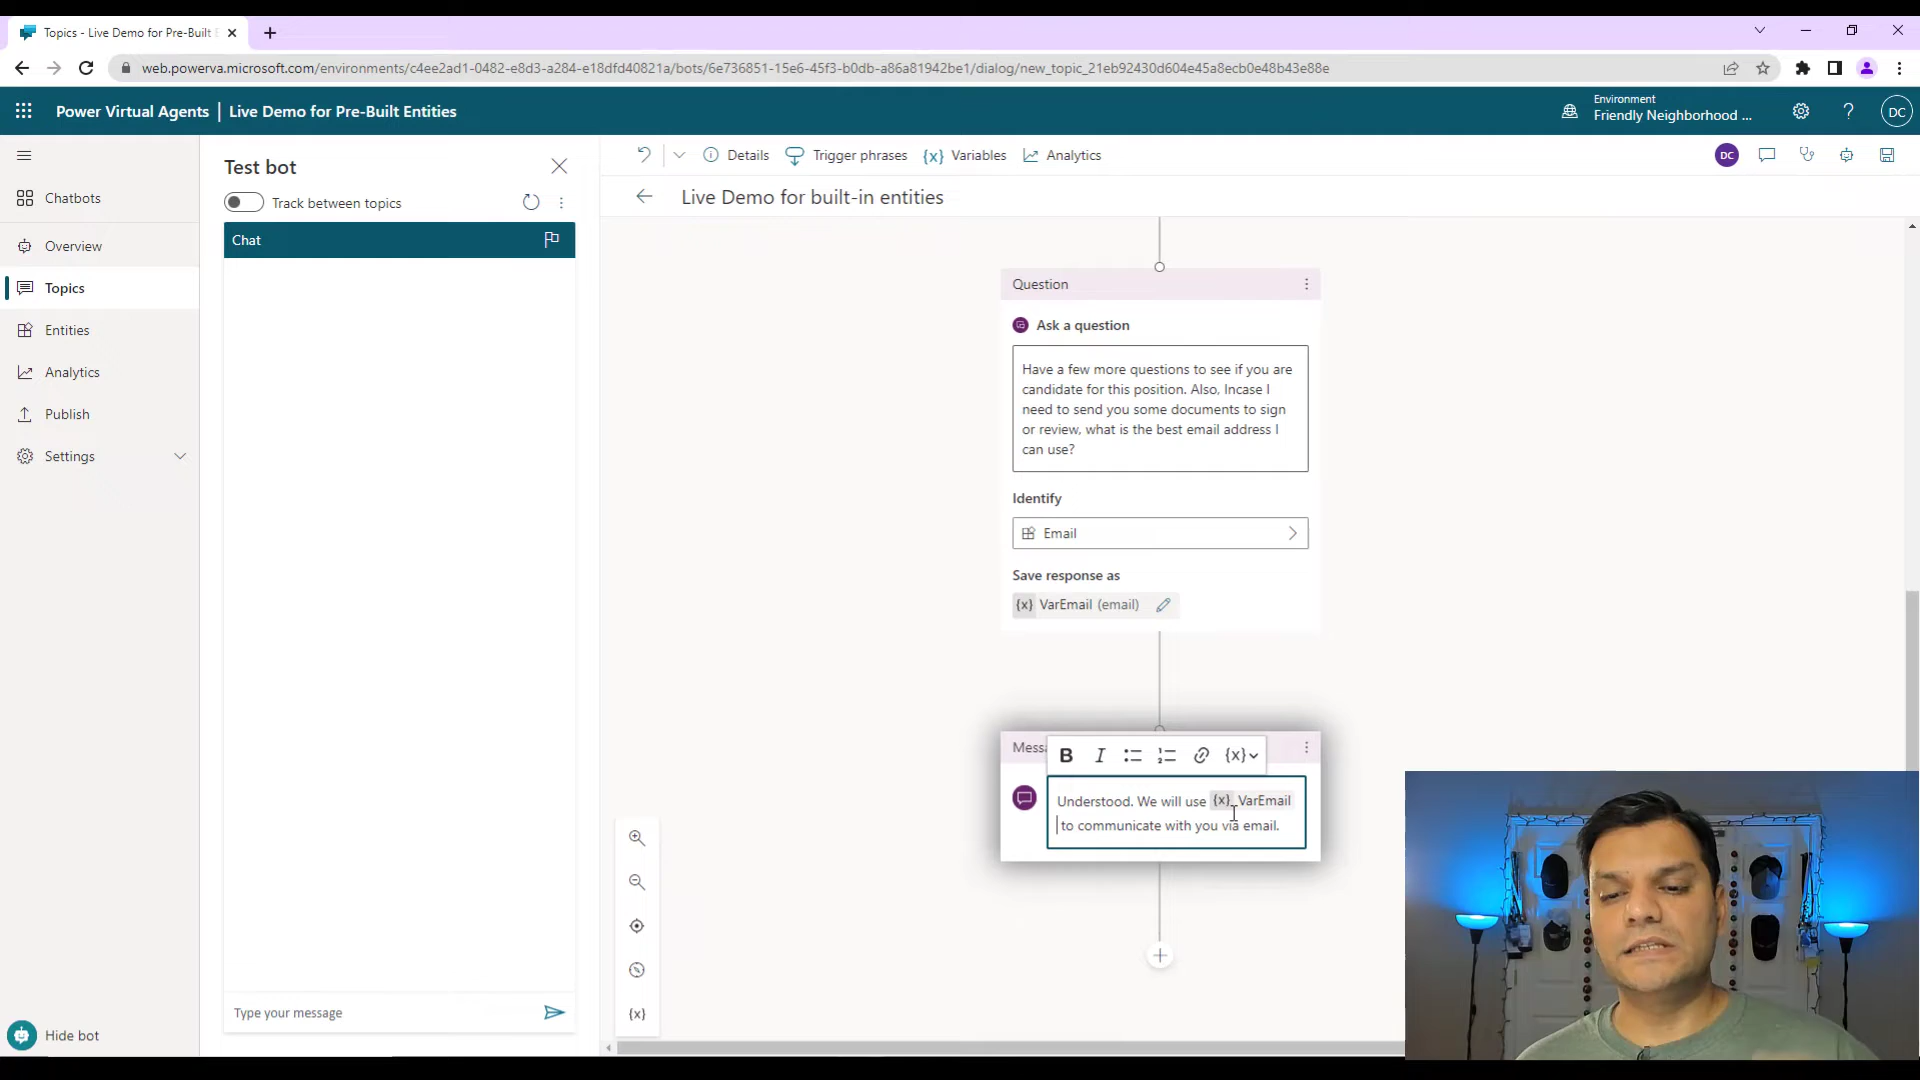 Topics - Live Demo for Pre-Built
web.powerva.microsoft.com/environments/c4ee2ad1-0482-e8d3-a284-e18dfd40821a/bots/6e736851-15e6-45f3-b0db-a86a81942be1/dialog/new_topic_21eb92430d604e45a8ecb0e48b43e88e
Power Virtual Agents | Live Demo for Pre-Built Entities
Environment
Friendly Neighborhood ...
DC
Chatbots
Overview
Topics
Entities
Analytics
Publish
Settings
Hide bot
Test bot
Track between topics
Chat
Type your message
Details
Trigger phrases
{x} Variables
Analytics
DC
Live Demo for built-in entities
Question
Ask a question
Have a few more questions to see if you are
candidate for this position. Also, Incase I
need to send you some documents to sign
or review, what is the best email address I
can use?
Identify
Email
Save response as
{x} VarEmail (email)
Messa
B I {x}
Understood. We will use {x} VarEmail
to communicate with you via email.
{x}